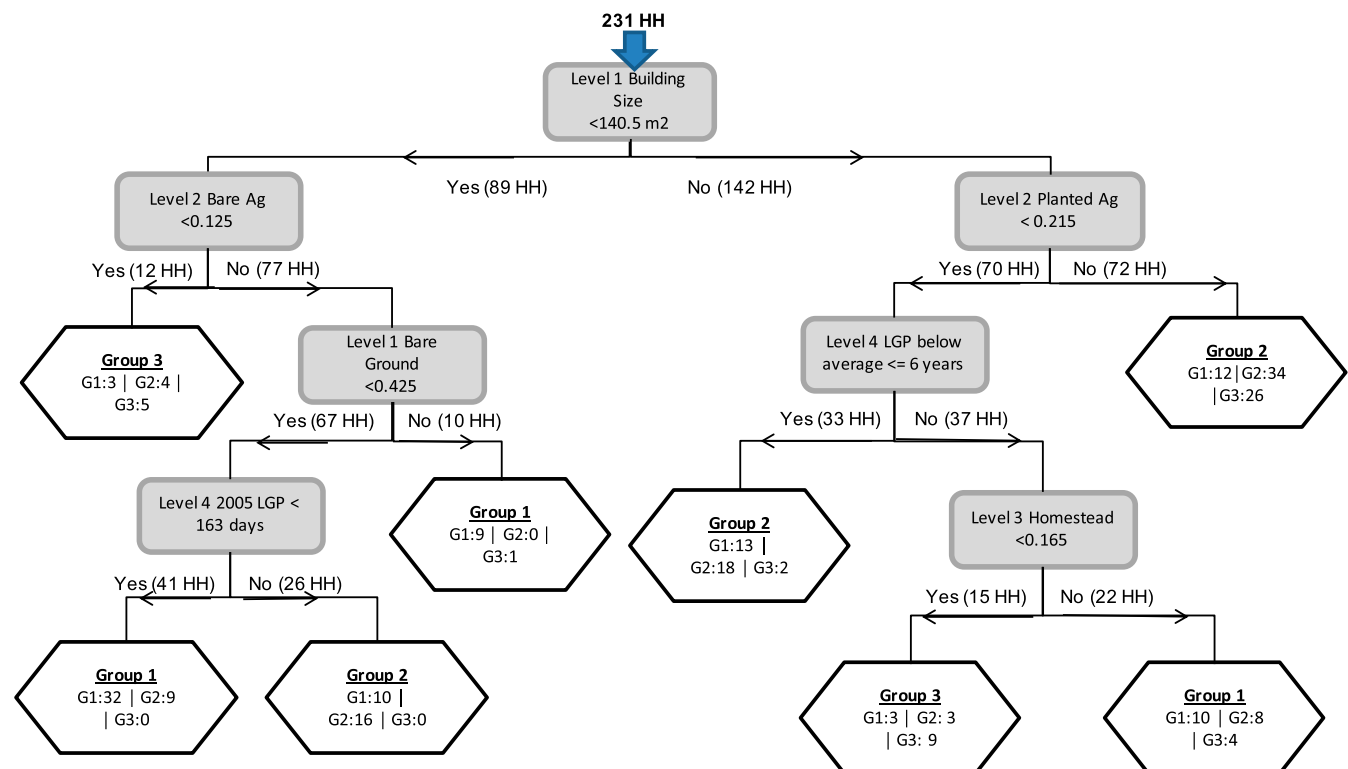 231 HH
Level 1 Building
Size
<140.5 m2
Yes (89 HH)
No (142 HH)
Level 2 Bare Ag
<0.125
Level 2 Planted Ag
< 0.215
Yes (12 HH)
No (77 HH)
Yes (70 HH)
No (72 HH)
Group 3
G1:3 | G2:4 |
G3:5
Level 1 Bare
Ground
<0.425
Level 4 LGP below
average <= 6 years
Group 2
G1:12|G2:34
|G3:26
Yes (67 HH)
No (10 HH)
Yes (33 HH)
No (37 HH)
Level 4 2005 LGP <
163 days
Group 1
G1:9 | G2:0 |
G3:1
Group 2
G1:13 |
G2:18 | G3:2
Level 3 Homestead
<0.165
Yes (41 HH)
No (26 HH)
Yes (15 HH)
No (22 HH)
Group 1
G1:32 | G2:9
| G3:0
Group 2
G1:10 |
G2:16 | G3:0
Group 3
G1:3 | G2: 3
| G3: 9
Group 1
G1:10 | G2:8
| G3:4